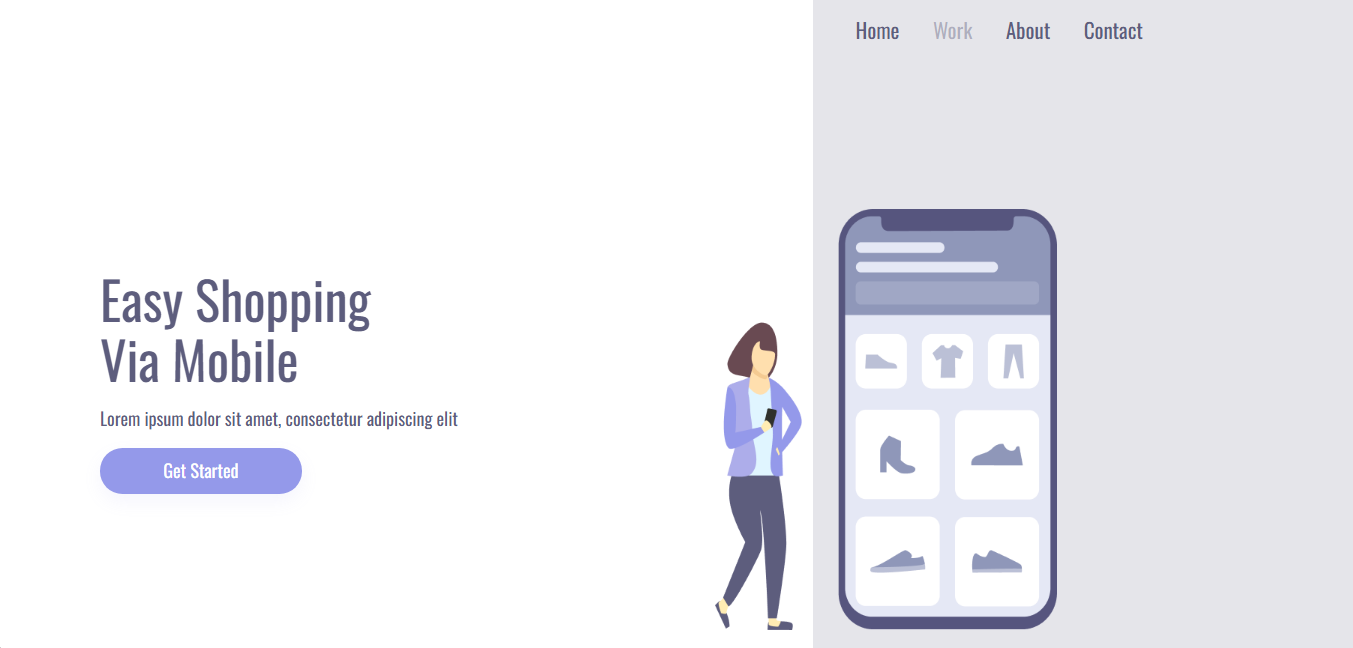 Home Work About Contact
Easy Shopping
Via Mobile
Lorem ipsum dolor sit amet, consectetur adipiscing elit
Get Started